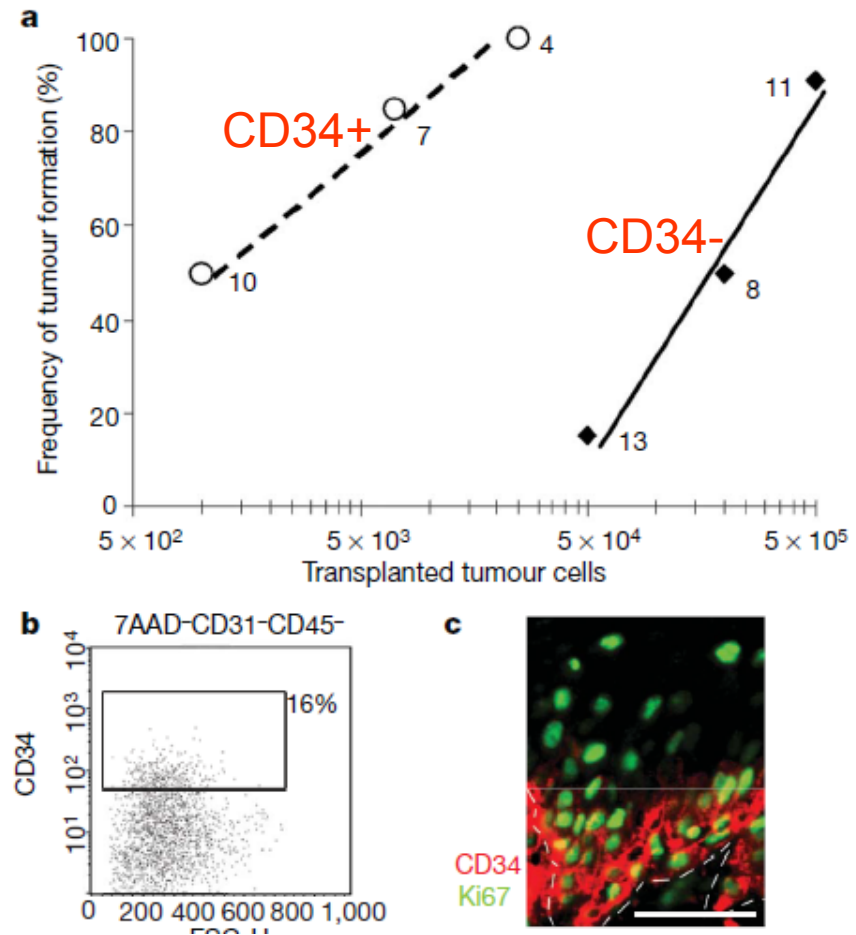 a
Frequency of tumour formation (%)
100
80
60
40
20
0
CD34+
CD34-
10
7
4
13
8
11
5 × 10²
5 × 10³
5 × 10⁴
5 × 10⁵
Transplanted tumour cells
b
7AAD⁻CD31⁻CD45⁻
CD34
10⁴
10³
10²
10¹
16%
0 200 400 600 800 1,000
c
CD34
Ki67